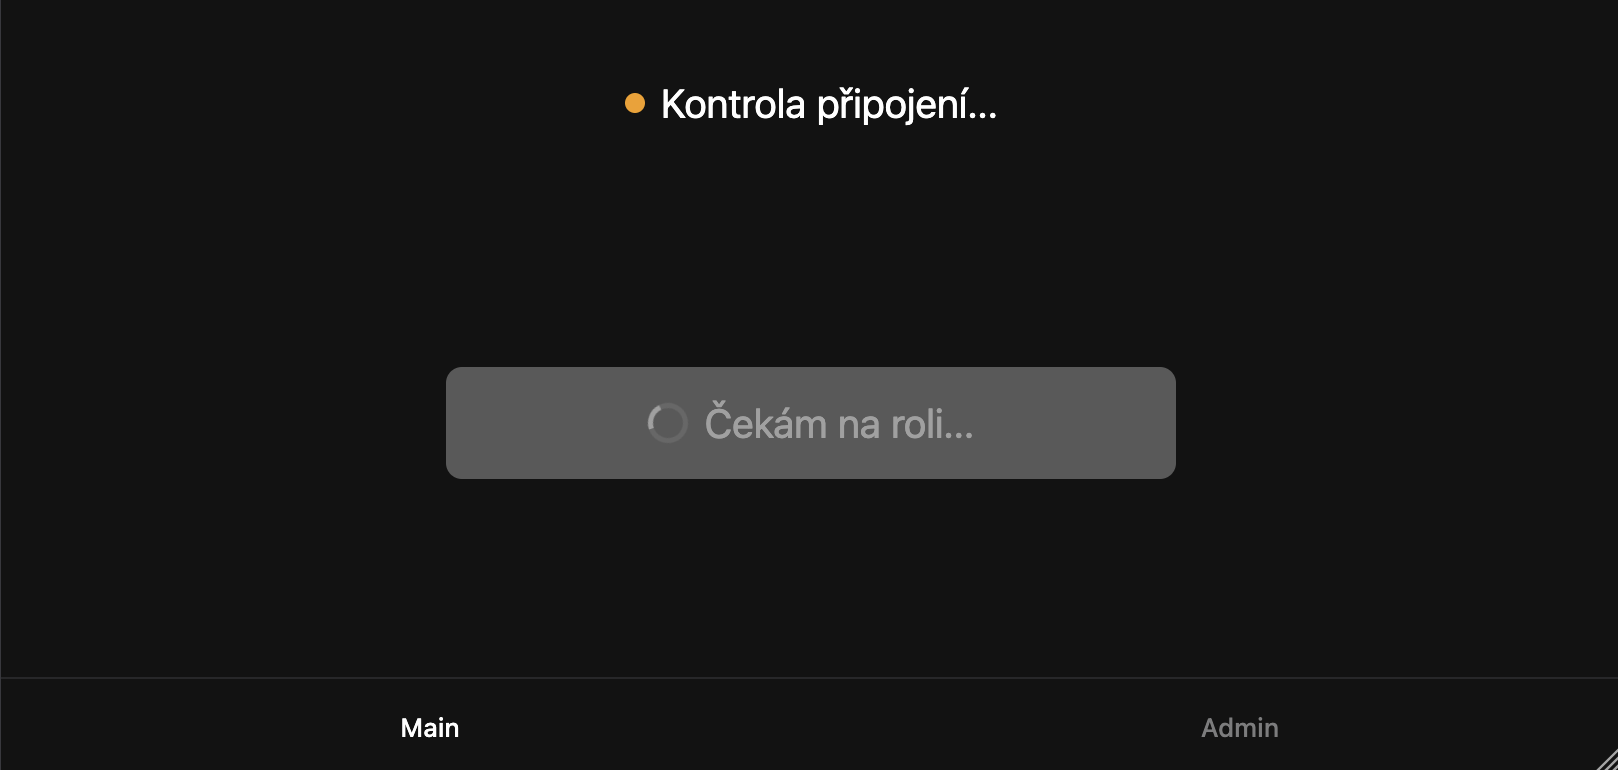 Kontrola připojení...
Čekám na roli...
Main
Admin